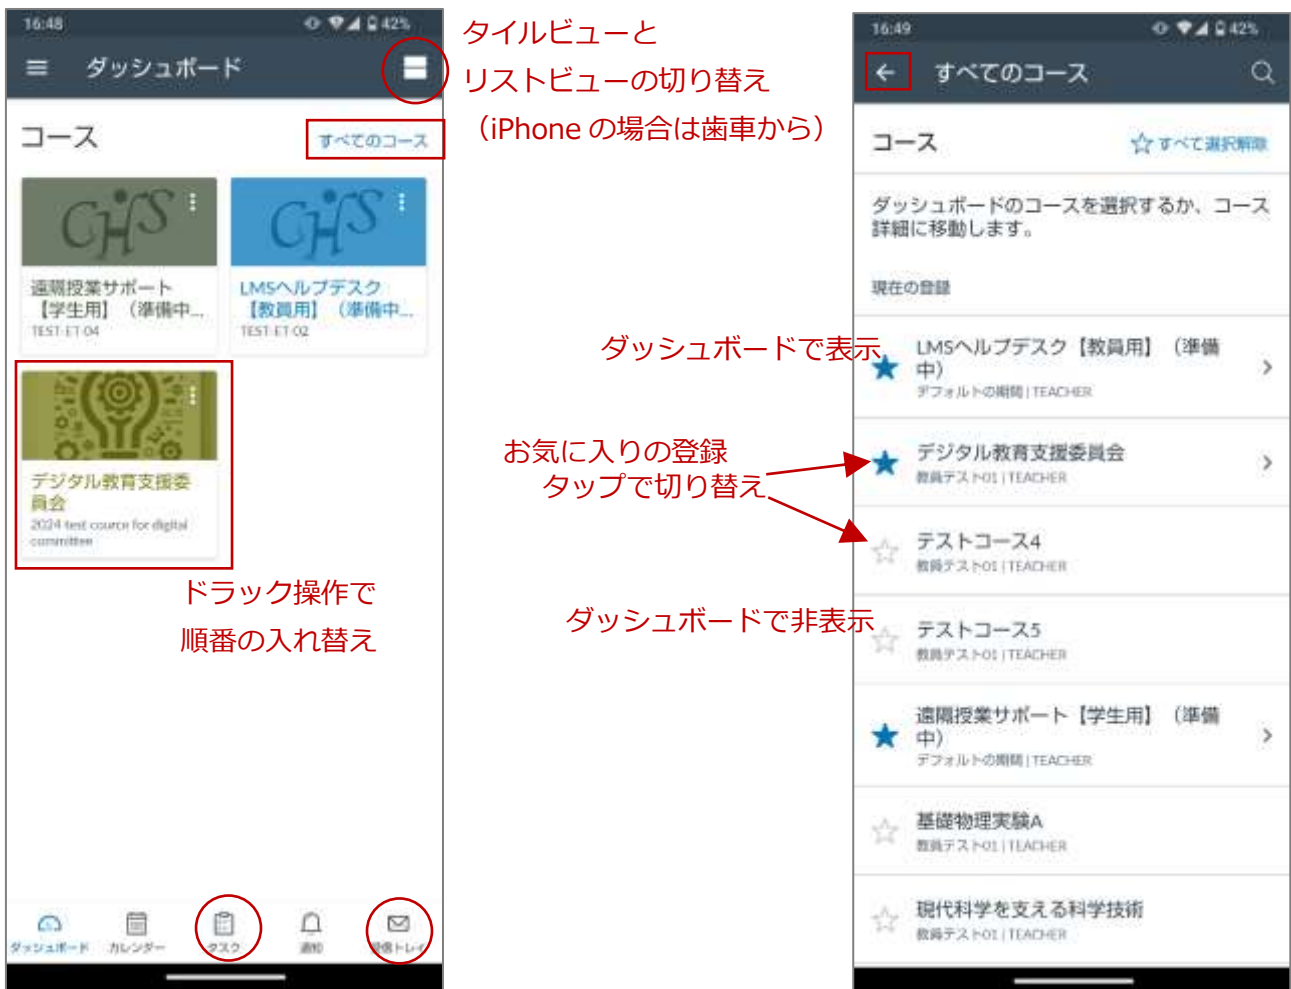 16:48
42%
ダッシュボード
コース
すべてのコース
CHS
CHS
遠隔授業サポート
【学生用】（準備中...
TEST-ET-04
LMSヘルプデスク
【教員用】（準備中...
TEST-ET-02
デジタル教育支援委
員会
2024 test cource for digital
committee
ドラック操作で
順番の入れ替え
ダッシュボード
カレンダー
タスク
通知
受信トレイ
タイルビューと
リストビューの切り替え
（iPhone の場合は歯車から）
ダッシュボードで表示
お気に入りの登録
タップで切り替え
ダッシュボードで非表示
16:49
42%
すべてのコース
コース
すべて選択解除
ダッシュボードのコースを選択するか、コース
詳細に移動します。
現在の登録
LMSヘルプデスク【教員用】（準備
中）
デフォルトの期間 | TEACHER
デジタル教育支援委員会
教員テスト01 | TEACHER
テストコース4
教員テスト01 | TEACHER
テストコース5
教員テスト01 | TEACHER
遠隔授業サポート【学生用】（準備
中）
デフォルトの期間 | TEACHER
基礎物理実験A
教員テスト01 | TEACHER
現代科学を支える科学技術
教員テスト01 | TEACHER